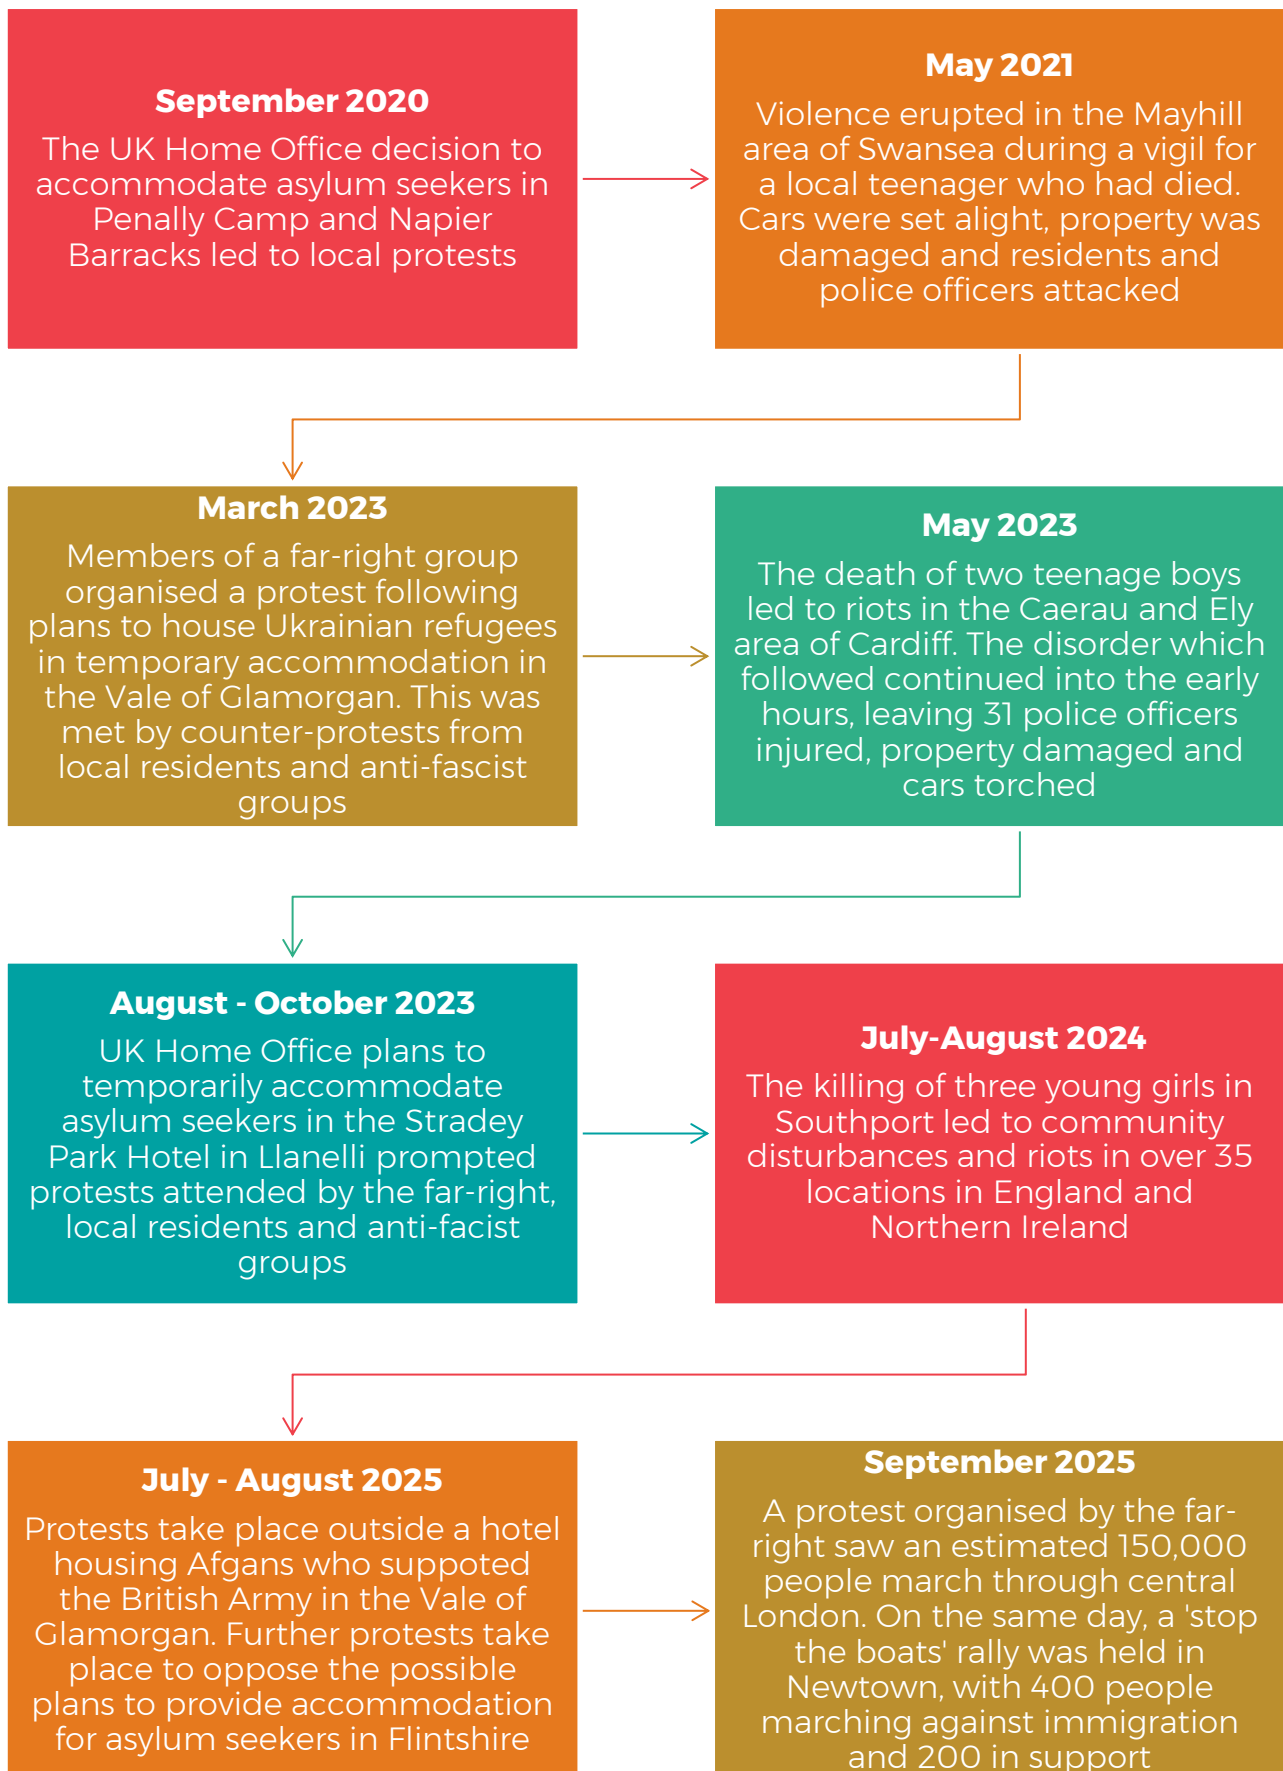 September 2020
The UK Home Office decision to
accommodate asylum seekers in
Penally Camp and Napier
Barracks led to local protests
May 2021
Violence erupted in the Mayhill
area of Swansea during a vigil for
a local teenager who had died.
Cars were set alight, property was
damaged and residents and
police officers attacked
March 2023
Members of a far-right group
organised a protest following
plans to house Ukrainian refugees
in temporary accommodation in
the Vale of Glamorgan. This was
met by counter-protests from
local residents and anti-fascist
groups
May 2023
The death of two teenage boys
led to riots in the Caerau and Ely
area of Cardiff. The disorder which
followed continued into the early
hours, leaving 31 police officers
injured, property damaged and
cars torched
August - October 2023
UK Home Office plans to
temporarily accommodate
asylum seekers in the Stradey
Park Hotel in Llanelli prompted
protests attended by the far-right,
local residents and anti-facist
groups
July-August 2024
The killing of three young girls in
Southport led to community
disturbances and riots in over 35
locations in England and
Northern Ireland
July - August 2025
Protests take place outside a hotel
housing Afgans who suppoted
the British Army in the Vale of
Glamorgan. Further protests take
place to oppose the possible
plans to provide accommodation
for asylum seekers in Flintshire
September 2025
A protest organised by the far-
right saw an estimated 150,000
people march through central
London. On the same day, a 'stop
the boats' rally was held in
Newtown, with 400 people
marching against immigration
and 200 in support